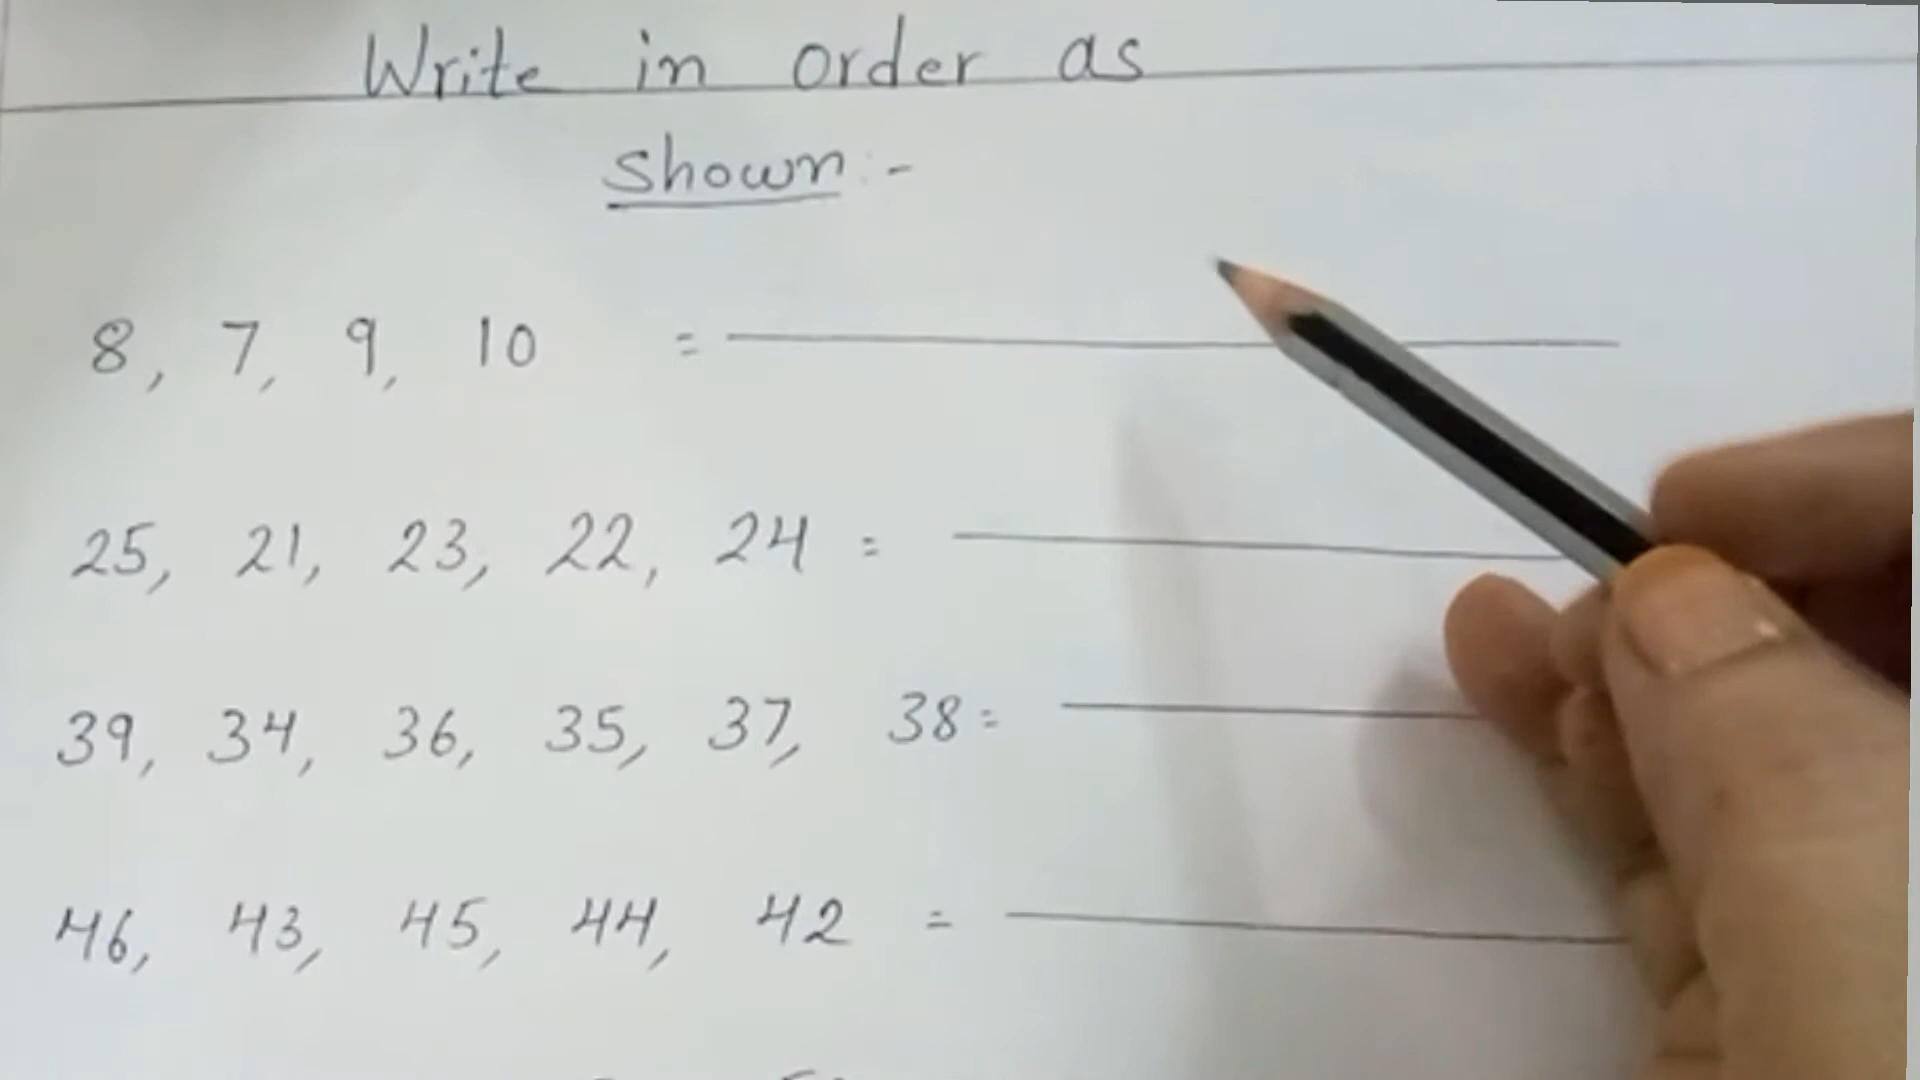 Write in order as
shown :-
8, 7, 9, 10 =
25, 21, 23, 22, 24 =
39, 34, 36, 35, 37, 38 =
46, 43, 45, 44, 42 =